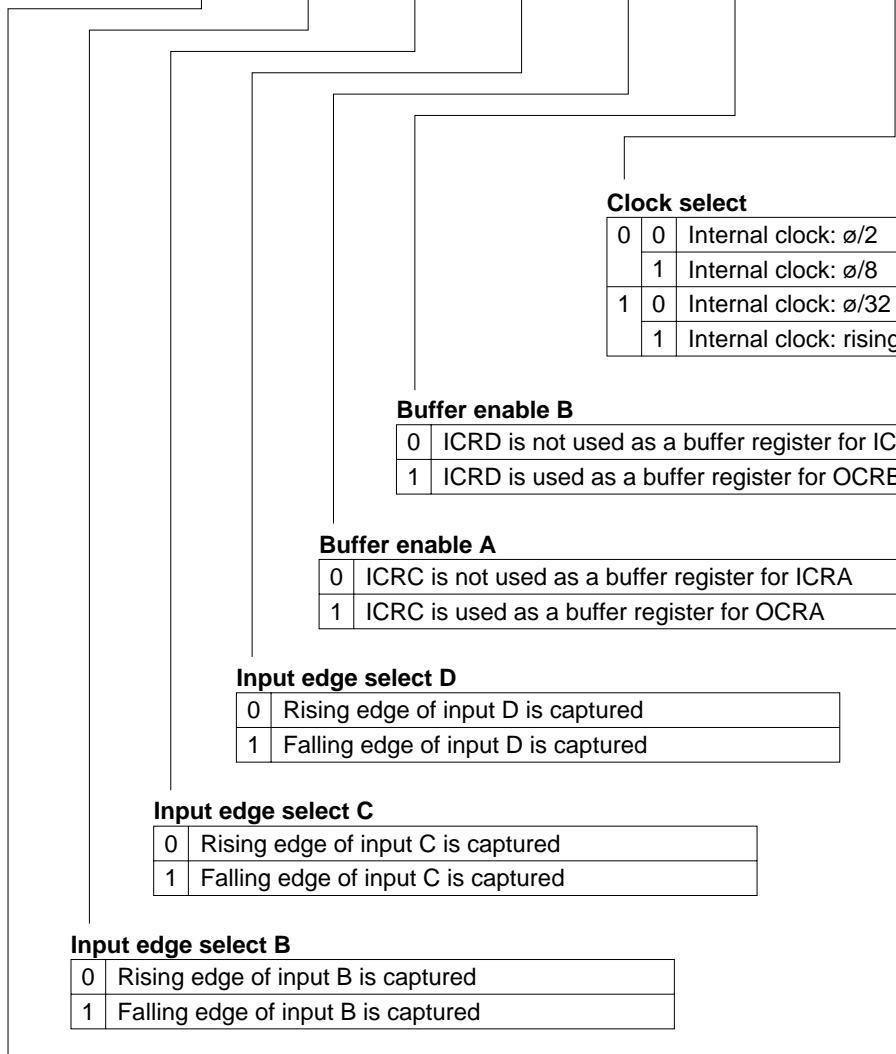 Clock select
0 0 Internal clock: ø/2
1 Internal clock: ø/8
1 0 Internal clock: ø/32
1 Internal clock: rising
Buffer enable B
0 ICRD is not used as a buffer register for IC
1 ICRD is used as a buffer register for OCRB
Buffer enable A
0 ICRC is not used as a buffer register for ICRA
1 ICRC is used as a buffer register for OCRA
Input edge select D
0 Rising edge of input D is captured
1 Falling edge of input D is captured
Input edge select C
0 Rising edge of input C is captured
1 Falling edge of input C is captured
Input edge select B
0 Rising edge of input B is captured
1 Falling edge of input B is captured